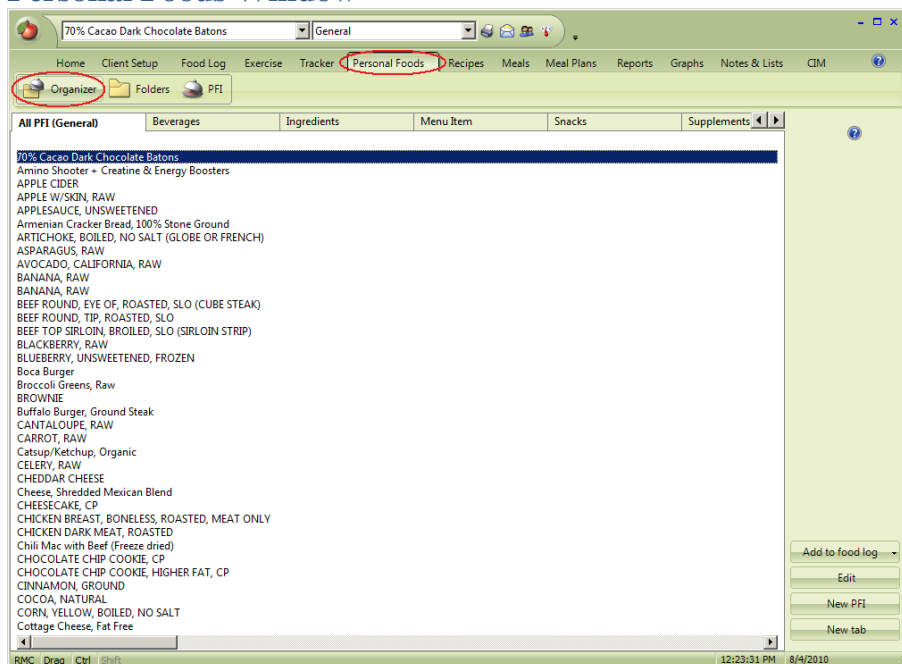 Personal Foods Window
70% Cacao Dark Chocolate Batons General
Home Client Setup Food Log Exercise Tracker Personal Foods Recipes Meals Meal Plans Reports Graphs Notes & Lists CIM
Organizer Folders PFI
All PFI (General) Beverages Ingredients Menu Item Snacks Supplements
70% Cacao Dark Chocolate Batons
Amino Shooter + Creatine & Energy Boosters
APPLE CIDER
APPLE W/SKIN, RAW
APPLESAUCE, UNSWEETENED
Armenian Cracker Bread, 100% Stone Ground
ARTICHOKE, BOILED, NO SALT (GLOBE OR FRENCH)
ASPARAGUS, RAW
AVOCADO, CALIFORNIA, RAW
BANANA, RAW
BANANA, RAW
BEEF ROUND, EYE OF, ROASTED, SLO (CUBE STEAK)
BEEF ROUND, TIP, ROASTED, SLO
BEEF TOP SIRLOIN, BROILED, SLO (SIRLOIN STRIP)
BLACKBERRY, RAW
BLUEBERRY, UNSWEETENED, FROZEN
Boca Burger
Broccoli Greens, Raw
BROWNIE
Buffalo Burger, Ground Steak
CANTALOUPE, RAW
CARROT, RAW
Catsup/Ketchup, Organic
CELERY, RAW
CHEDDAR CHEESE
Cheese, Shredded Mexican Blend
CHEESECAKE, CP
CHICKEN BREAST, BONELESS, ROASTED, MEAT ONLY
CHICKEN DARK MEAT, ROASTED
Chili Mac with Beef (Freeze dried)
CHOCOLATE CHIP COOKIE, CP
CHOCOLATE CHIP COOKIE, HIGHER FAT, CP
CINNAMON, GROUND
COCOA, NATURAL
CORN, YELLOW, BOILED, NO SALT
Cottage Cheese, Fat Free
Add to food log
Edit
New PFI
New tab
RMC Drag Ctrl Shift 12:23:31 PM 8/4/2010